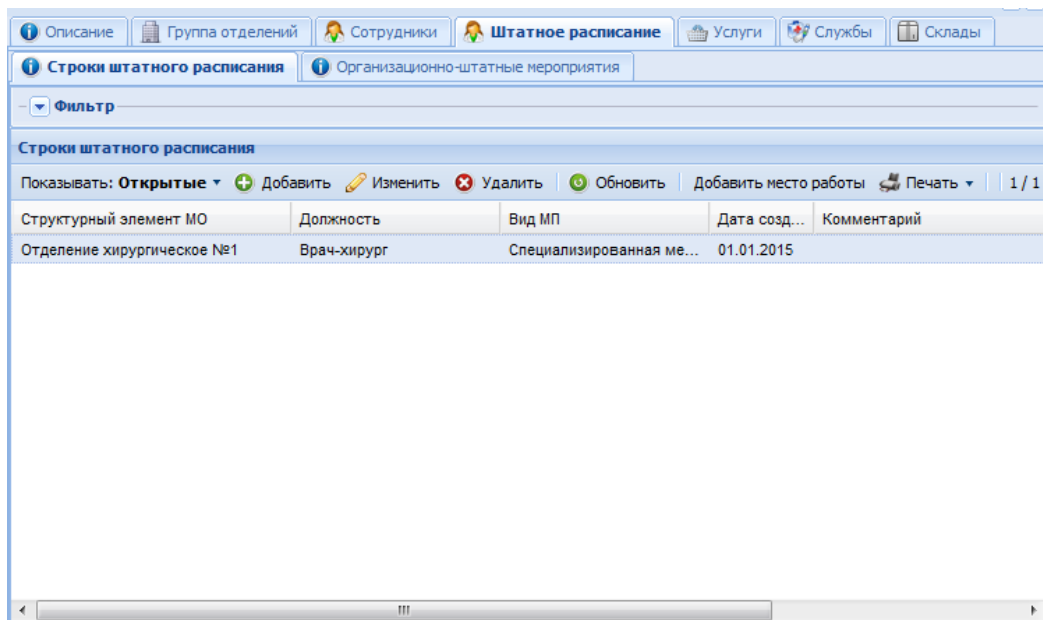 Описание Группа отделений Сотрудники Штатное расписание Услуги Службы Склады
Строки штатного расписания Организационно-штатные мероприятия
Фильтр
Строки штатного расписания
Показывать: Открытые Добавить Изменить Удалить Обновить Добавить место работы Печать 1 / 1
Структурный элемент МО Должность Вид МП Дата созд... Комментарий
Отделение хирургическое №1 Врач-хирург Специализированная ме... 01.01.2015